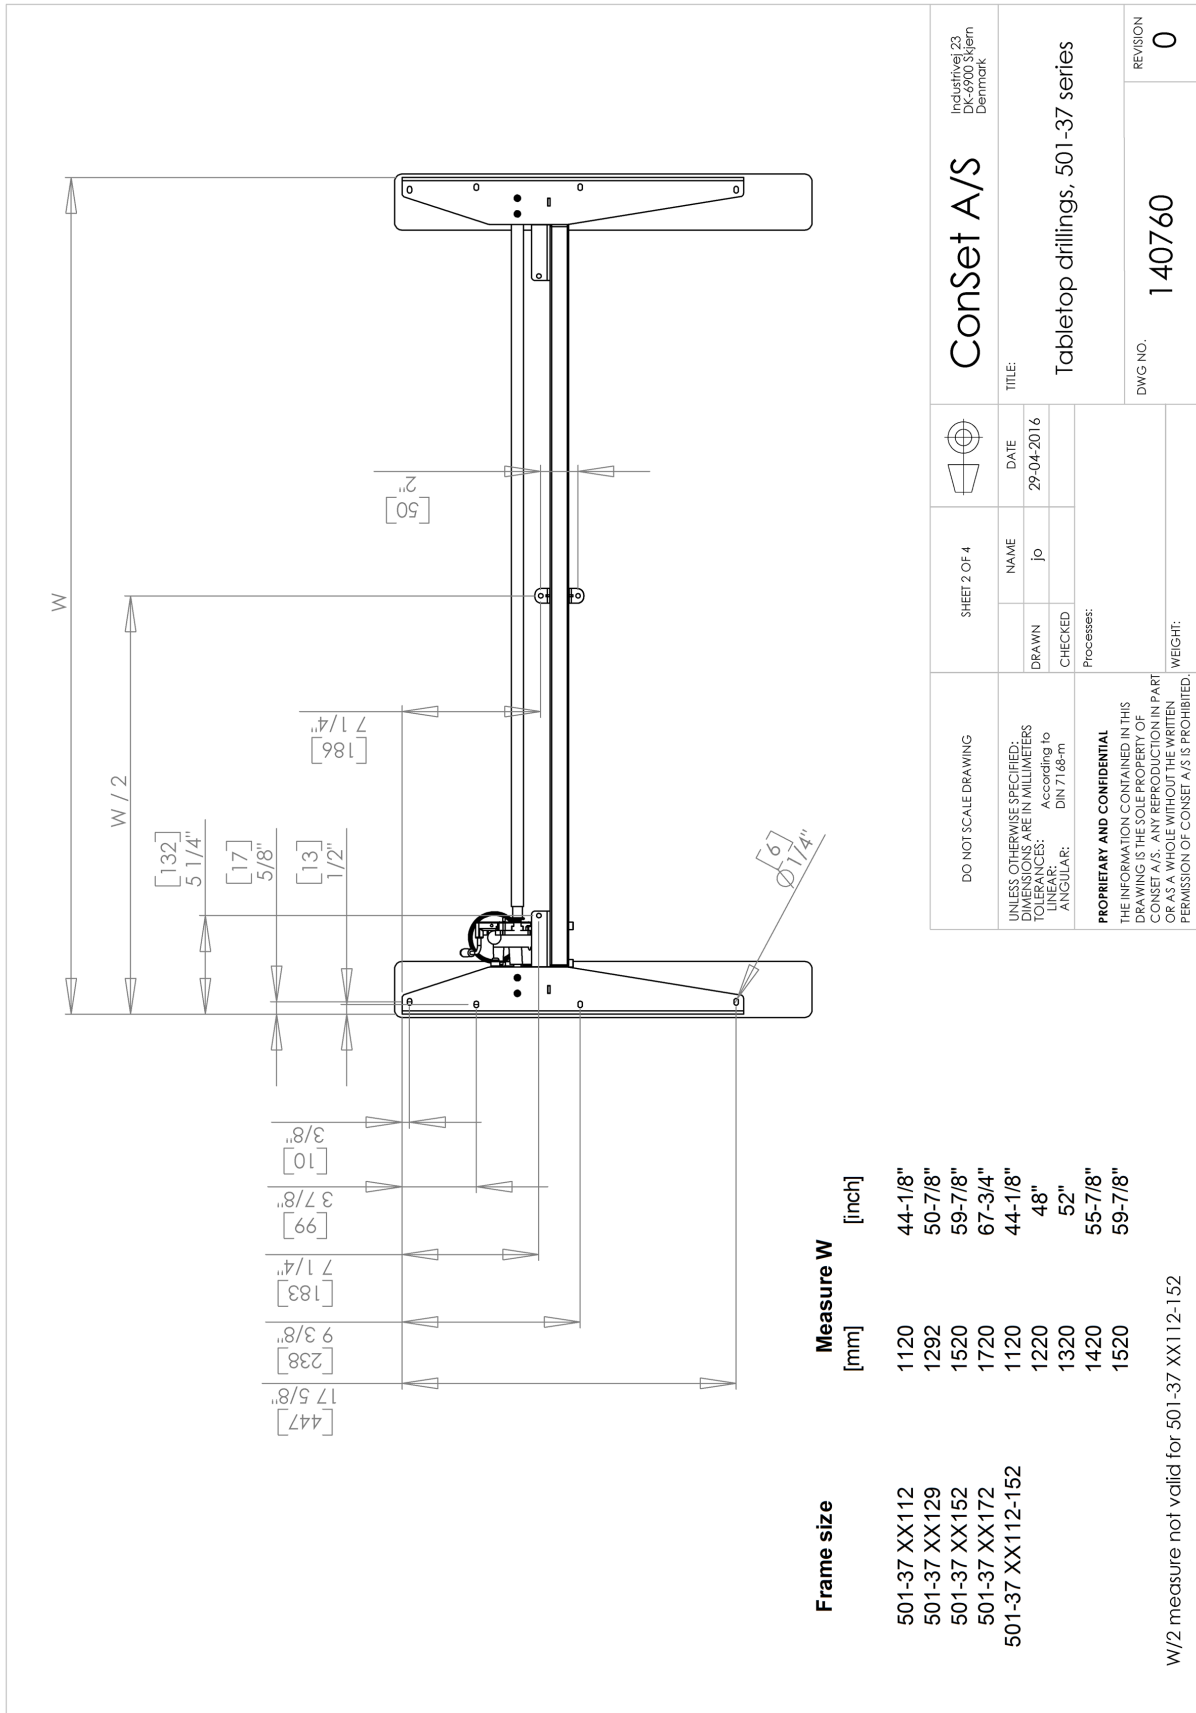 W
W / 2
[132]
5 1/4"
[17]
5/8"
[13]
1/2"
[186]
7 1/4"
[50]
2"
[6]
∅1/4"
[10]
3/8"
[99]
3 7/8"
[183]
7 1/4"
[238]
9 3/8"
[447]
17 5/8"
Frame size Measure W
[mm] [inch]
501-37 XX112 1120 44-1/8"
501-37 XX129 1292 50-7/8"
501-37 XX152 1520 59-7/8"
501-37 XX172 1720 67-3/4"
501-37 XX112-152 1120 44-1/8"
1220 48"
1320 52"
1420 55-7/8"
1520 59-7/8"
W/2 measure not valid for 501-37 XX112-152
DO NOT SCALE DRAWING
UNLESS OTHERWISE SPECIFIED:
DIMENSIONS ARE IN MILLIMETERS
TOLERANCES:
LINEAR: According to
ANGULAR: DIN 7168-m
PROPRIETARY AND CONFIDENTIAL
THE INFORMATION CONTAINED IN THIS
DRAWING IS THE SOLE PROPERTY OF
CONSET A/S. ANY REPRODUCTION IN PART
OR AS A WHOLE WITHOUT THE WRITTEN
PERMISSION OF CONSET A/S IS PROHIBITED.
SHEET 2 OF 4
NAME DATE
DRAWN jo 29-04-2016
CHECKED
Processes:
WEIGHT:
ConSet A/S
Industrivej 23
DK-6900 Skjern
Denmark
TITLE:
Tabletop drillings, 501-37 series
DWG NO.
140760
REVISION
0